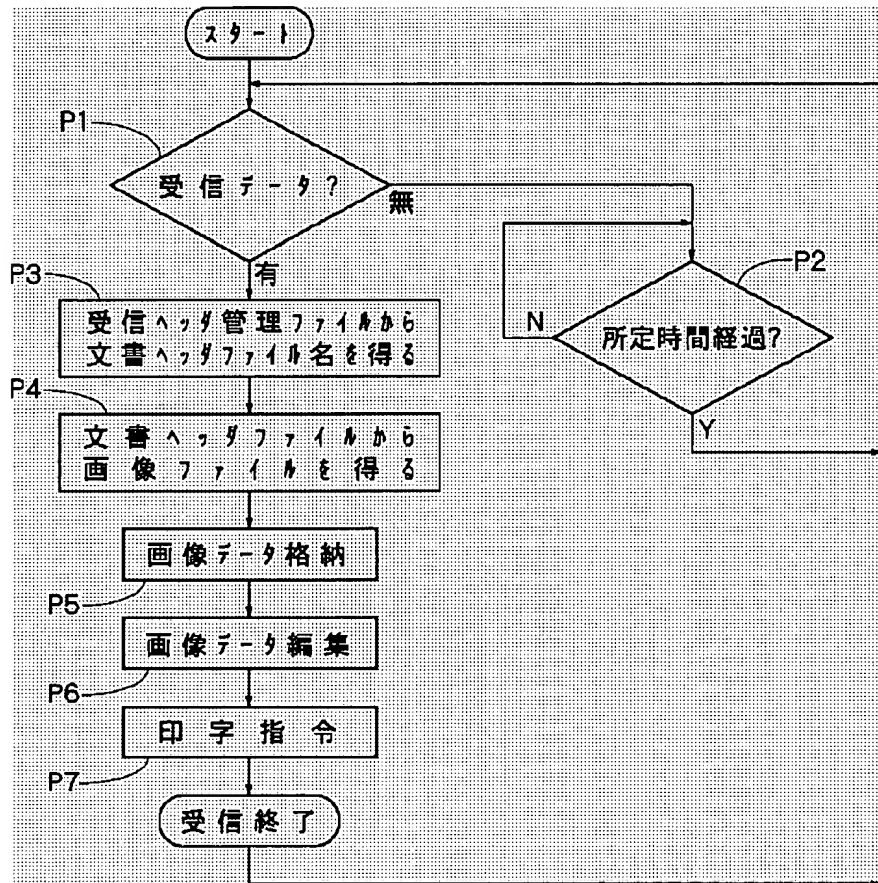 スタート
P1
受信データ?
無
有
P2
所定時間経過?
N
Y
P3
受信ヘッダ管理ファイルから
文書ヘッダファイル名を得る
P4
文書ヘッダファイルから
画像ファイルを得る
画像データ格納
P5
画像データ編集
P6
印字指令
P7
受信終了